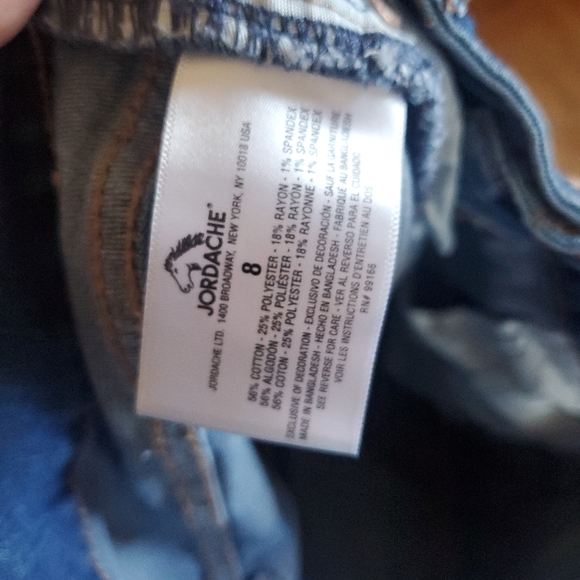 JORDACHE®
JORDACHE LTD. 1400 BROADWAY, NEW YORK, NY 10018 USA
8
56% COTTON - 25% POLYESTER - 18% RAYON - 1% SPANDEX
56% ALGODÓN - 25% POLIÉSTER - 18% RAYÓN - 1% SPANDEX
56% COTON - 25% POLYESTER - 18% RAYONNE - 1% SPANDEX
EXCLUSIVE OF DECORATION - EXCLUSIVO DE DECORACIÓN - SAUF LA GARNITURE
MADE IN BANGLADESH - HECHO EN BANGLADESH - FABRIQUE AU BANGLADESH
SEE REVERSE FOR CARE - VER AL REVERSO PARA EL CUIDADO
VOIR LES INSTRUCTIONS D'ENTRETIEN AU DOS
RN# 99166